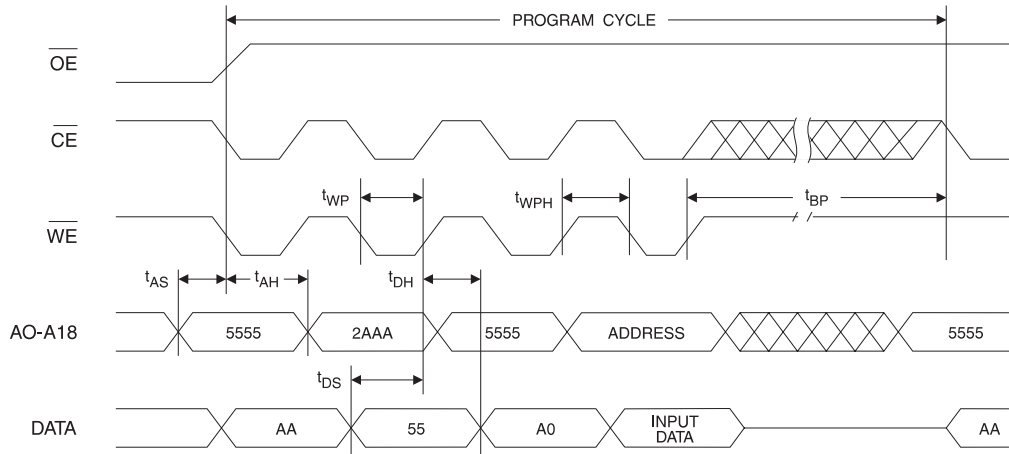 PROGRAM CYCLE
OE
CE
tWP
tWPH
tBP
WE
tAS
tAH
tDH
AO-A18
5555
2AAA
5555
ADDRESS
5555
tDS
DATA
AA
55
A0
INPUT
DATA
AA